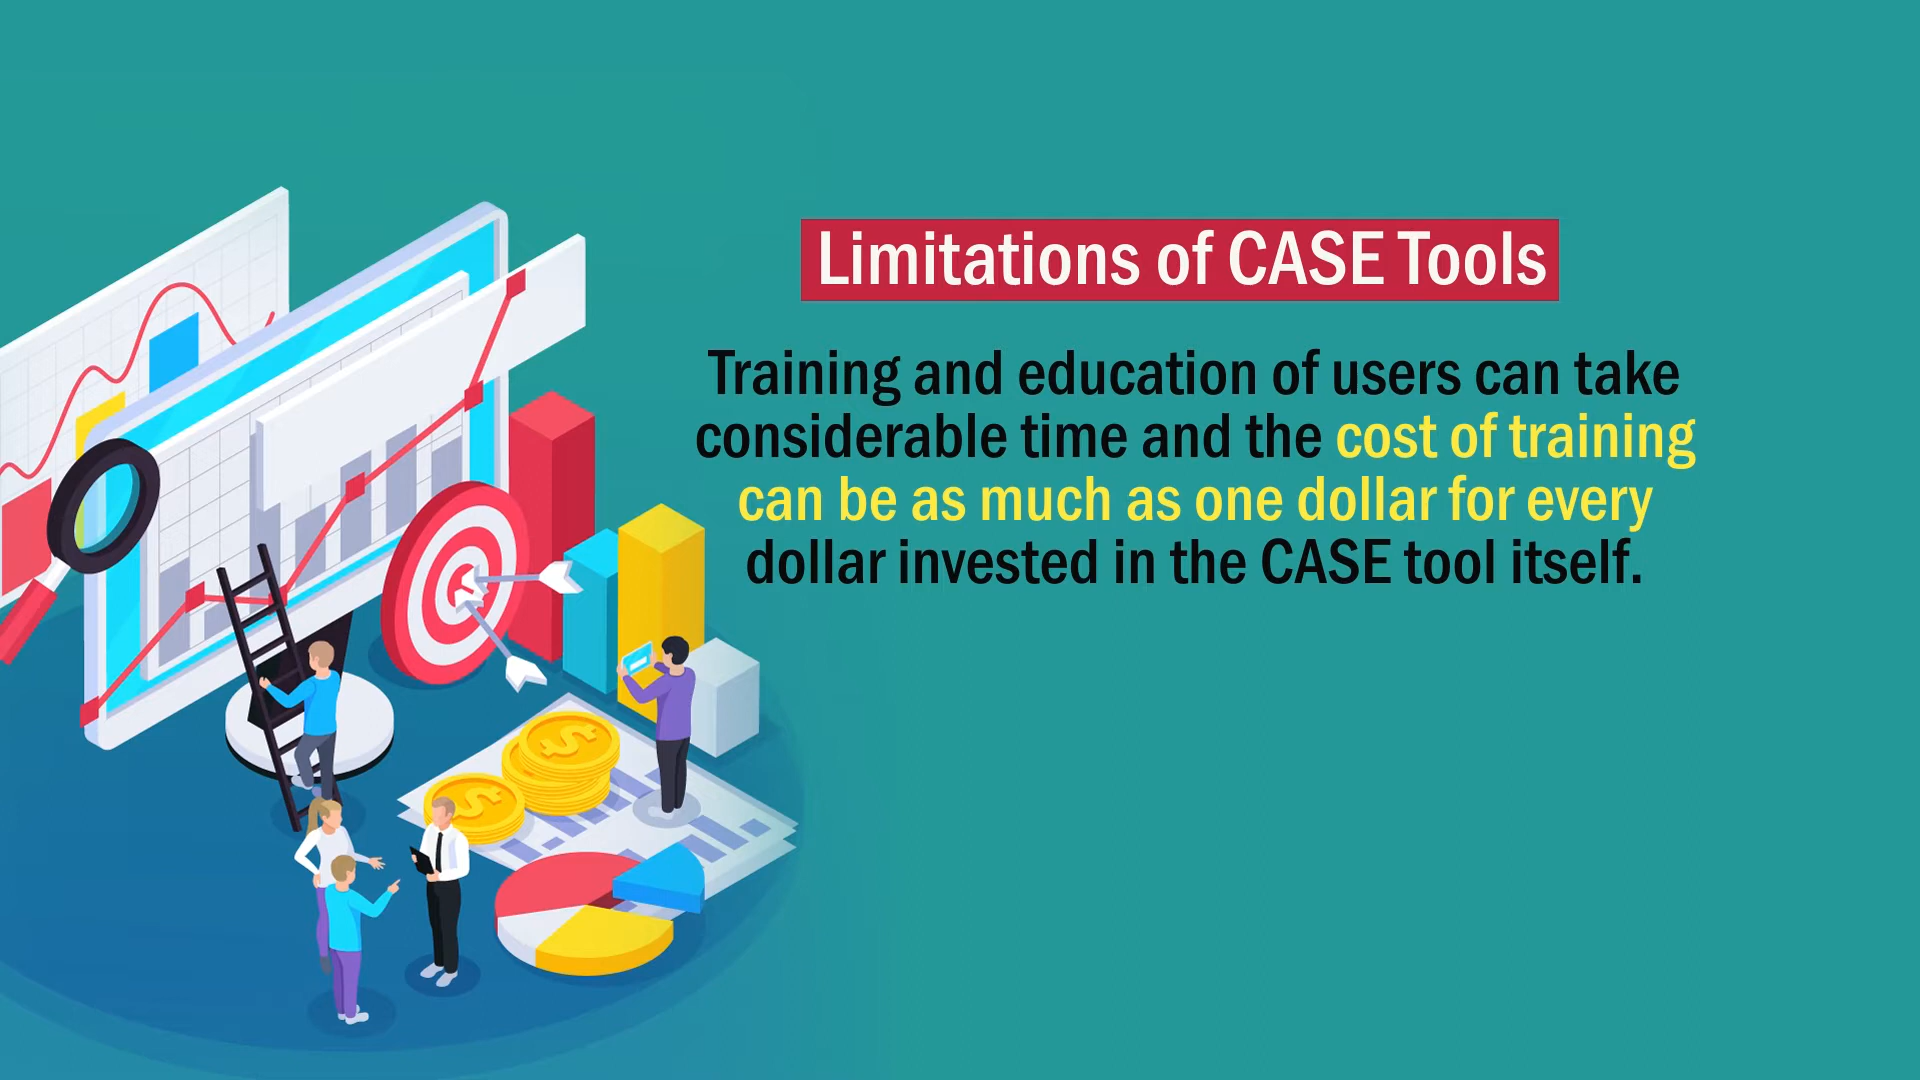 Limitations of CASE Tools
Training and education of users can take
considerable time and the cost of training
can be as much as one dollar for every
dollar invested in the CASE tool itself.